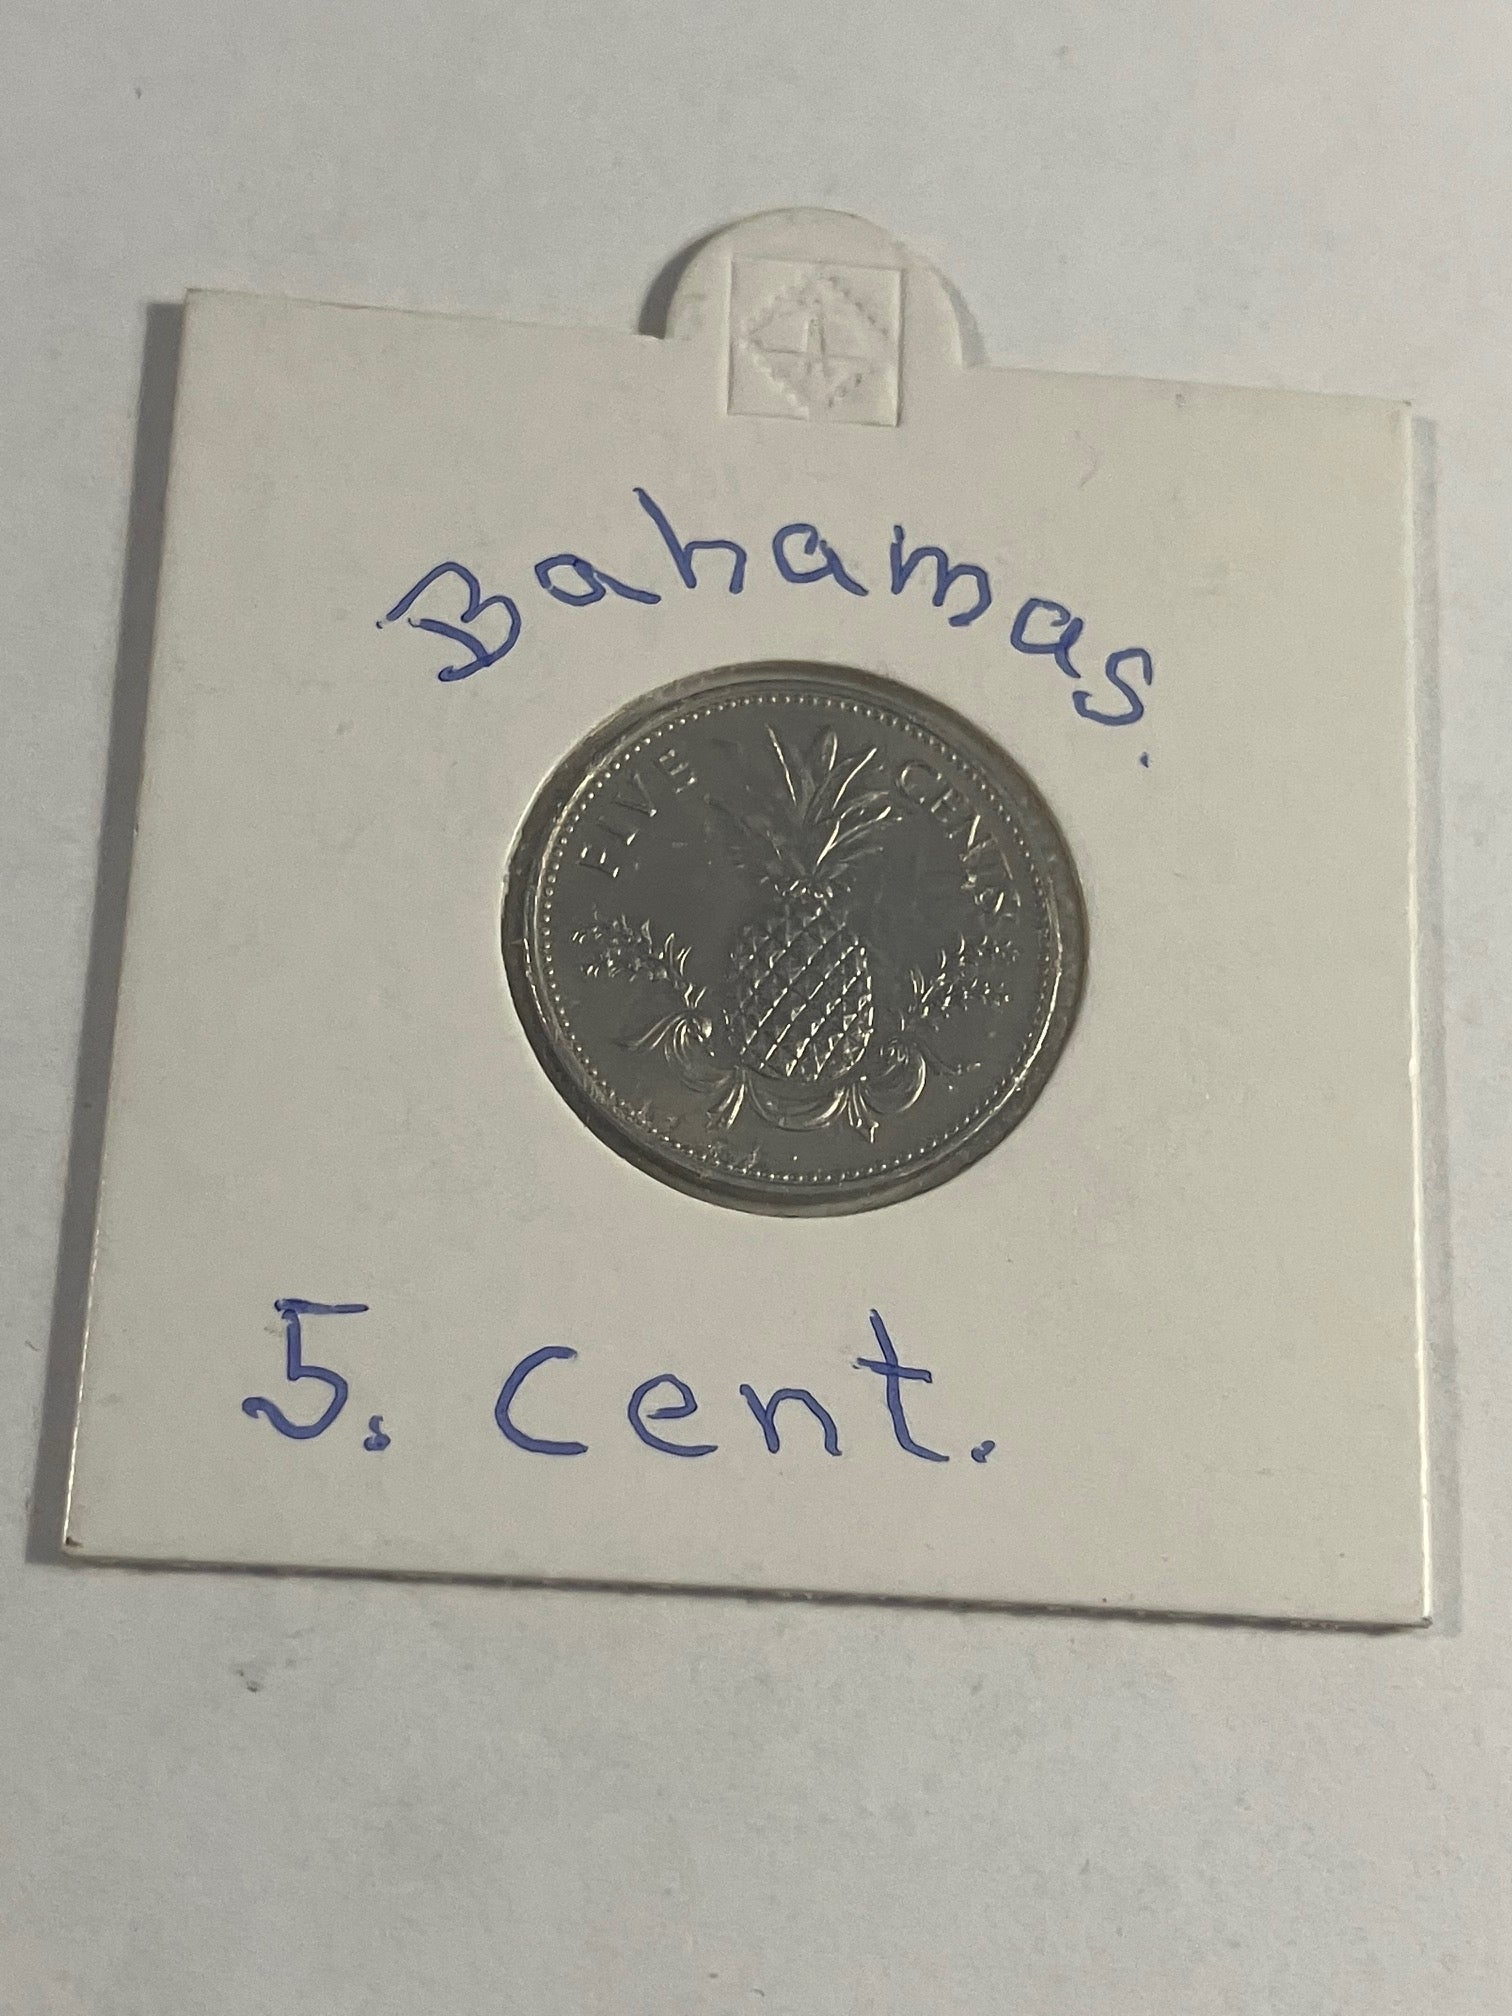 Bahamas.
FIVE CENTS
5. cent.